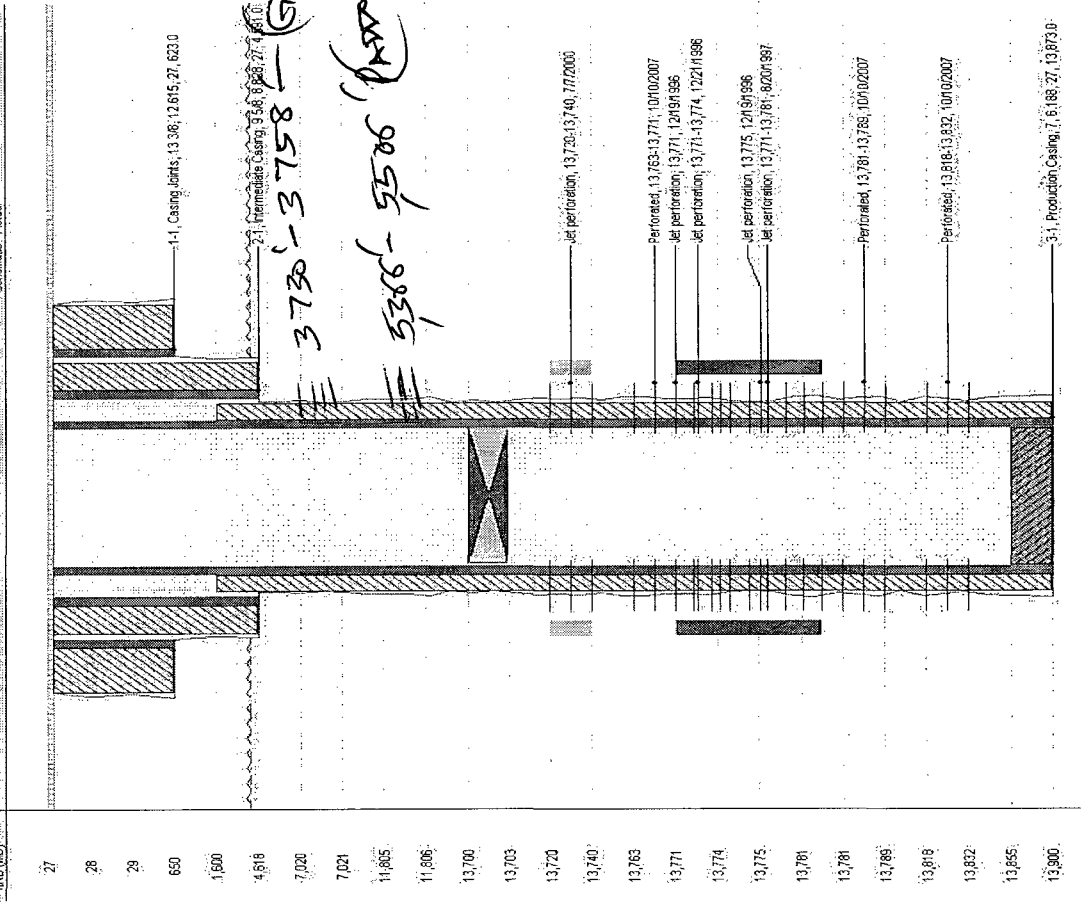 1-1, Casing Joints; 13 3/8; 12.615; 27; 623.0
2-1, Intermediate Casing; 9 5/8;
3730' - 3758' -
5366' - 5506'
Jet perforation, 13,720-13,740; 7/7/2000
Perforated, 13,763-13,771; 10/10/2007
Jet perforation; 13,771, 12/19/1996
Jet perforation; 13,771-13,774, 12/21/1996
Jet perforation, 13,775, 12/19/1996
Jet perforation, 13,771-13,781; 8/20/1997
Perforated, 13,781-13,789, 10/10/2007
Perforated, 13,818-13,832, 10/10/2007
3-1, Production Casing; 7; 6.188; 27; 13,873.0
27
28
29
650
1,600
4,618
7,020
7,021
11,805
11,806
13,700
13,703
13,720
13,740
13,763
13,771
13,774
13,775
13,781
13,781
13,789
13,818
13,832
13,855
13,900